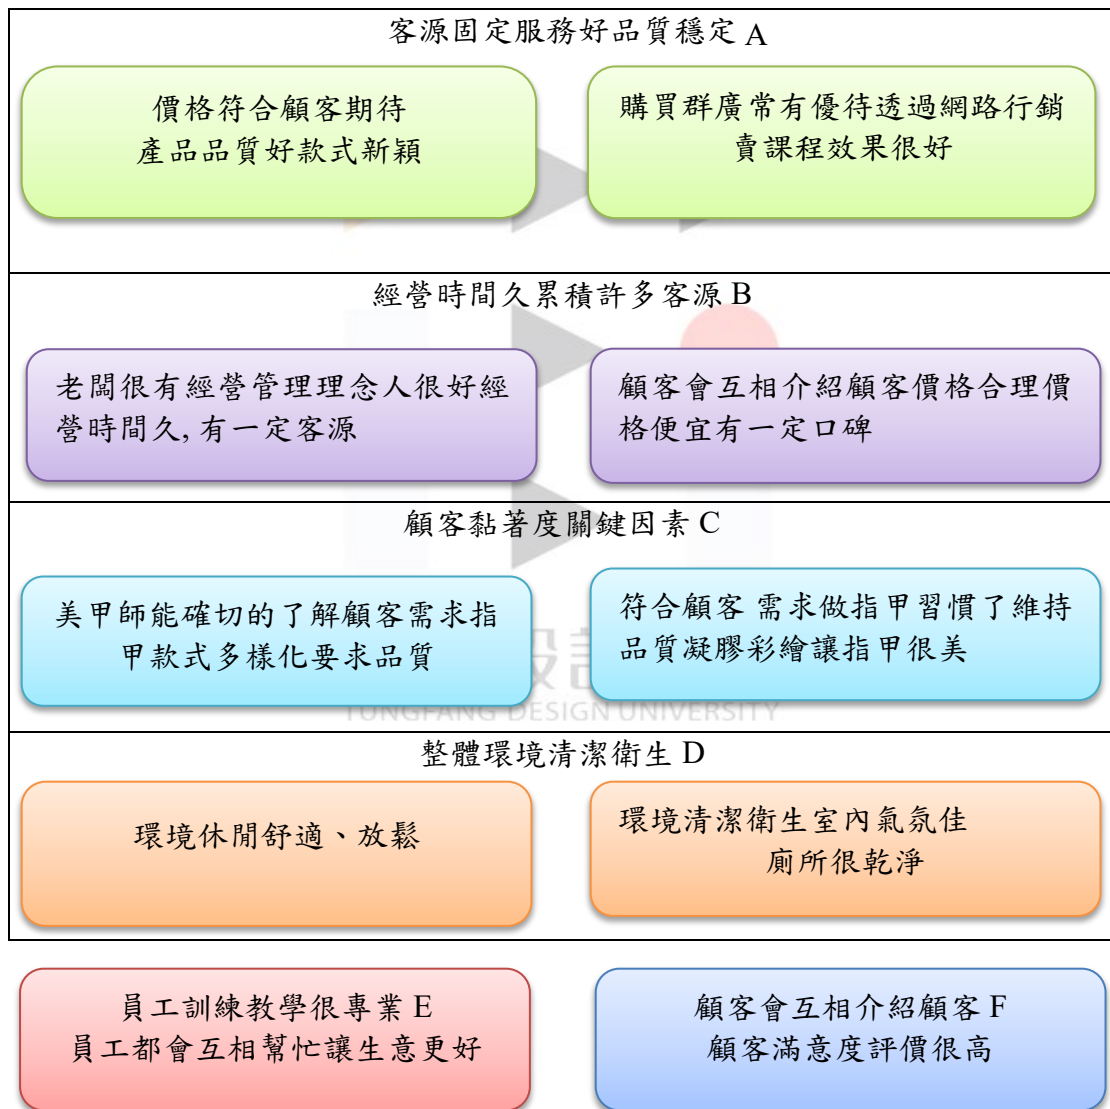 客源固定服務好品質穩定 A
價格符合顧客期待
產品品質好款式新穎
購買群廣常有優待透過網路行銷
賣課程效果很好
經營時間久累積許多客源 B
老闆很有經營管理理念人很好經
營時間久, 有一定客源
顧客會互相介紹顧客價格合理價
格便宜有一定口碑
顧客黏著度關鍵因素 C
美甲師能確切的了解顧客需求指
甲款式多樣化要求品質
符合顧客 需求做指甲習慣了維持
品質凝膠彩繪讓指甲很美
設
TUNGFANG DESIGN UNIVERSITY
整體環境清潔衛生 D
環境休閒舒適、放鬆
環境清潔衛生室內氣氛佳
廁所很乾淨
員工訓練教學很專業 E
員工都會互相幫忙讓生意更好
顧客會互相介紹顧客 F
顧客滿意度評價很高